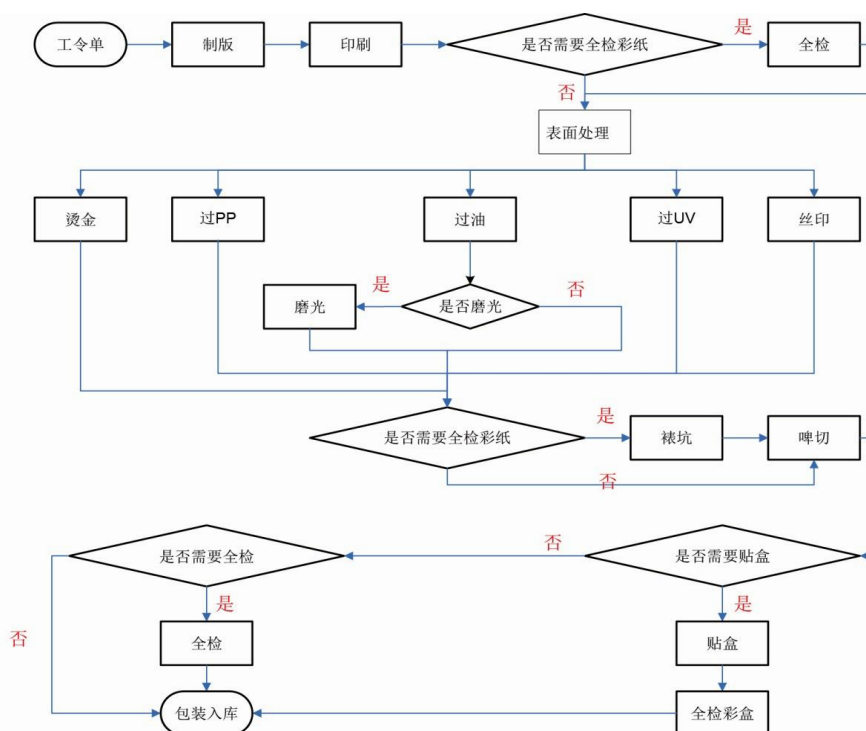 工令单
制版
印刷
是否需要全检彩纸
是
全检
否
表面处理
烫金
过PP
过油
过UV
丝印
是
否
磨光
是否磨光
是否需要全检彩纸
是
裱坑
啤切
否
是否需要全检
否
是否需要贴盒
是
是
否
全检
贴盒
包装入库
全检彩盒